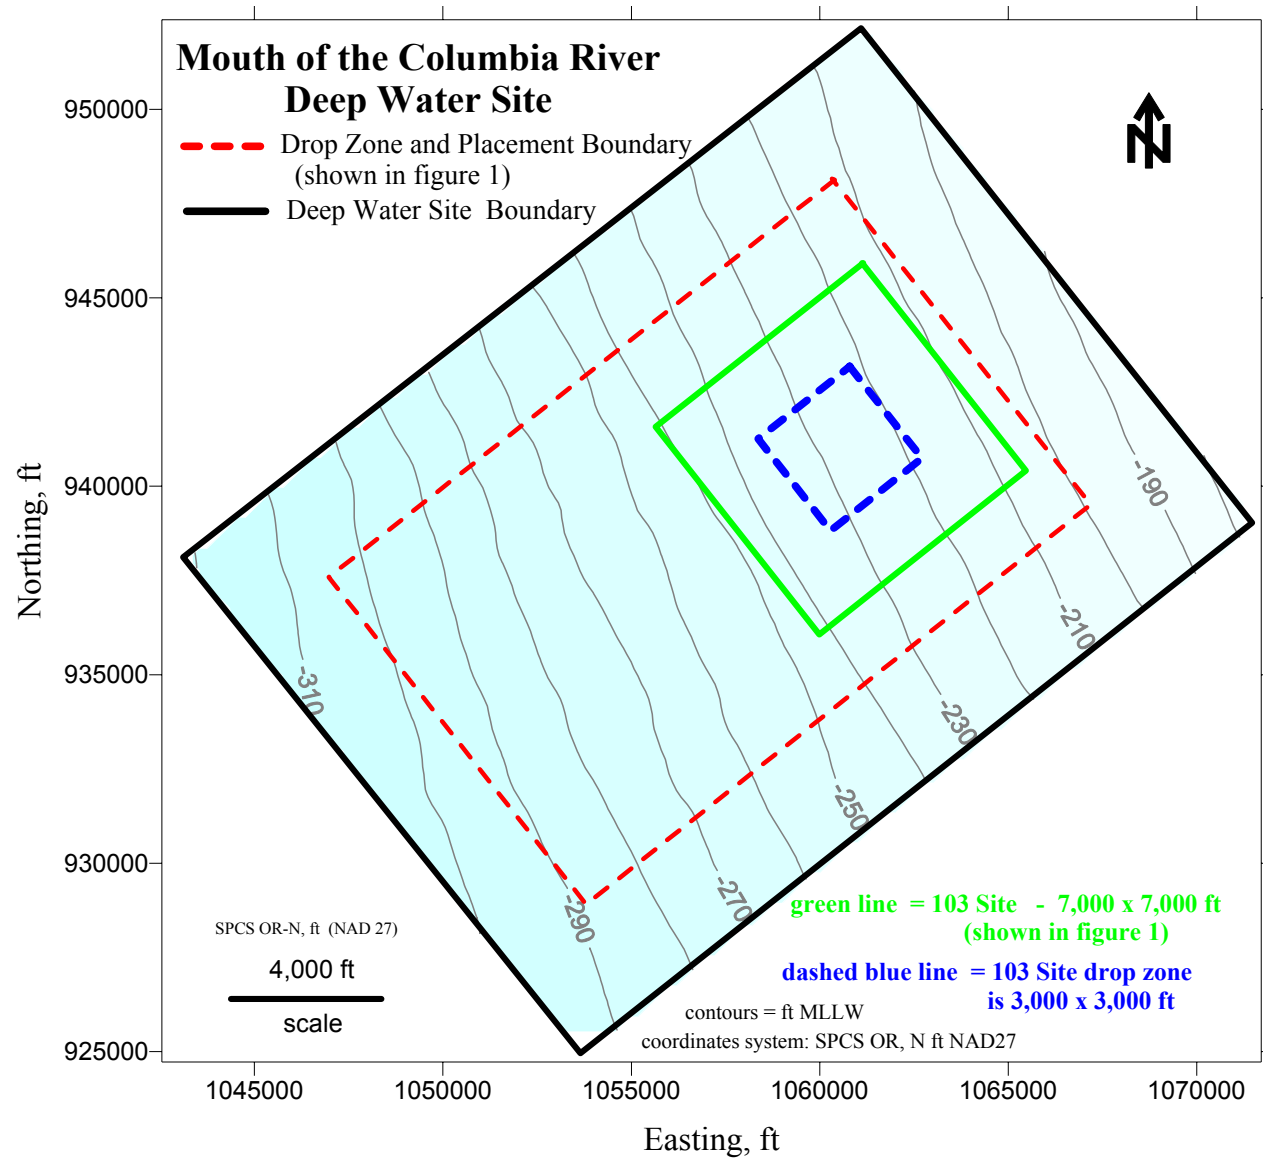 Mouth of the Columbia River
Deep Water Site
Drop Zone and Placement Boundary
(shown in figure 1)
Deep Water Site Boundary
N
950000
945000
940000
935000
930000
925000
Northing, ft
-190
-210
-230
-250
-270
-290
-310
green line = 103 Site - 7,000 x 7,000 ft
(shown in figure 1)
dashed blue line = 103 Site drop zone
is 3,000 x 3,000 ft
SPCS OR-N, ft (NAD 27)
4,000 ft
scale
contours = ft MLLW
coordinates system: SPCS OR, N ft NAD27
1045000 1050000 1055000 1060000 1065000 1070000
Easting, ft